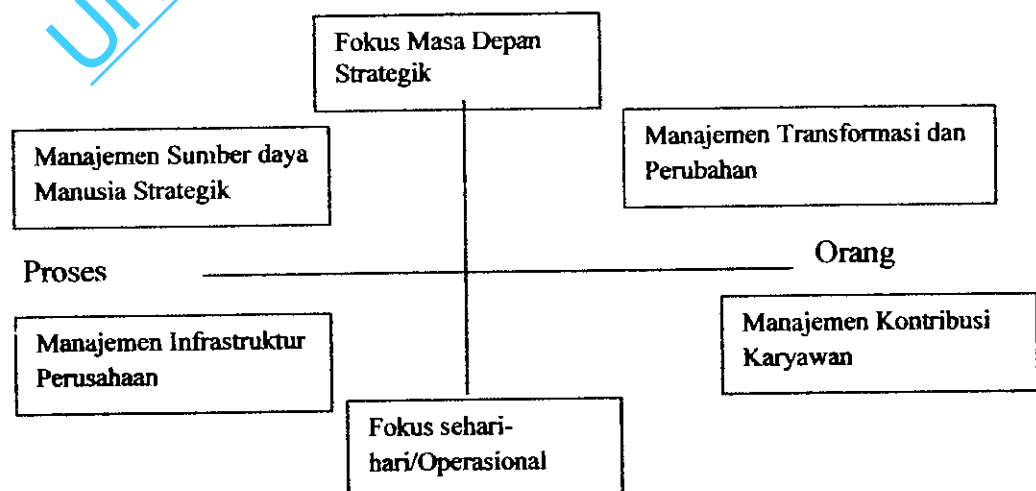 Fokus Masa Depan
Strategik
Manajemen Sumber daya
Manusia Strategik
Manajemen Transformasi dan
Perubahan
Proses
Orang
Manajemen Infrastruktur
Perusahaan
Manajemen Kontribusi
Karyawan
Fokus sehari-
hari/Operasional